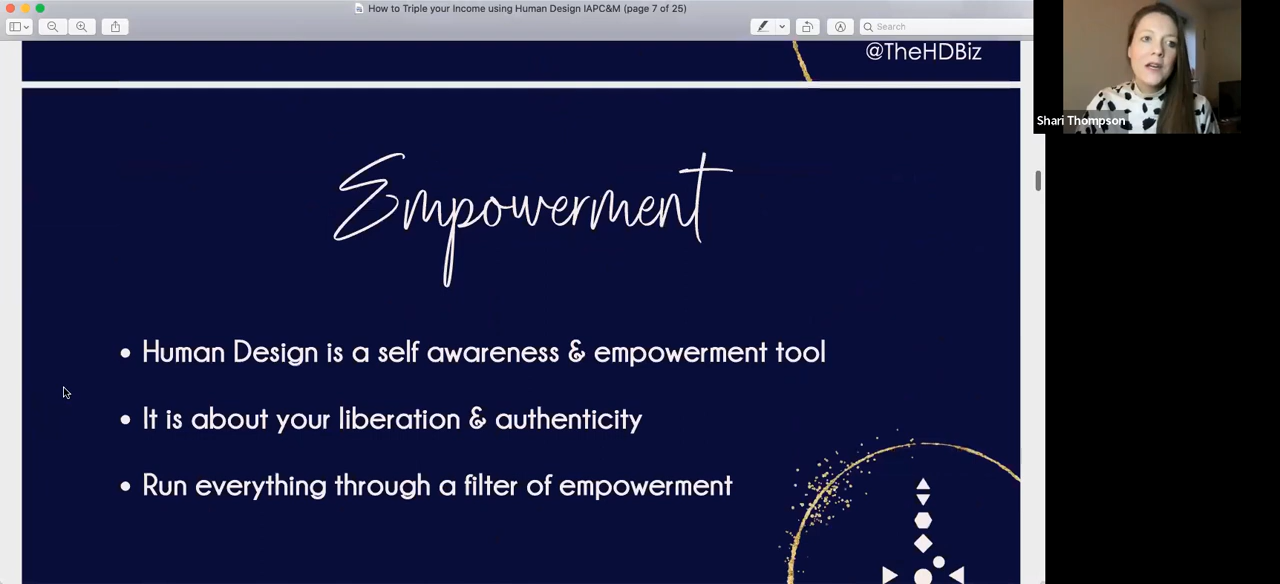 How to Triple your Income using Human Design IAPC&M (page 7 of 25)
Search
@TheHDBiz
Shari Thompson
Empowerment
• Human Design is a self awareness & empowerment tool
• It is about your liberation & authenticity
• Run everything through a filter of empowerment